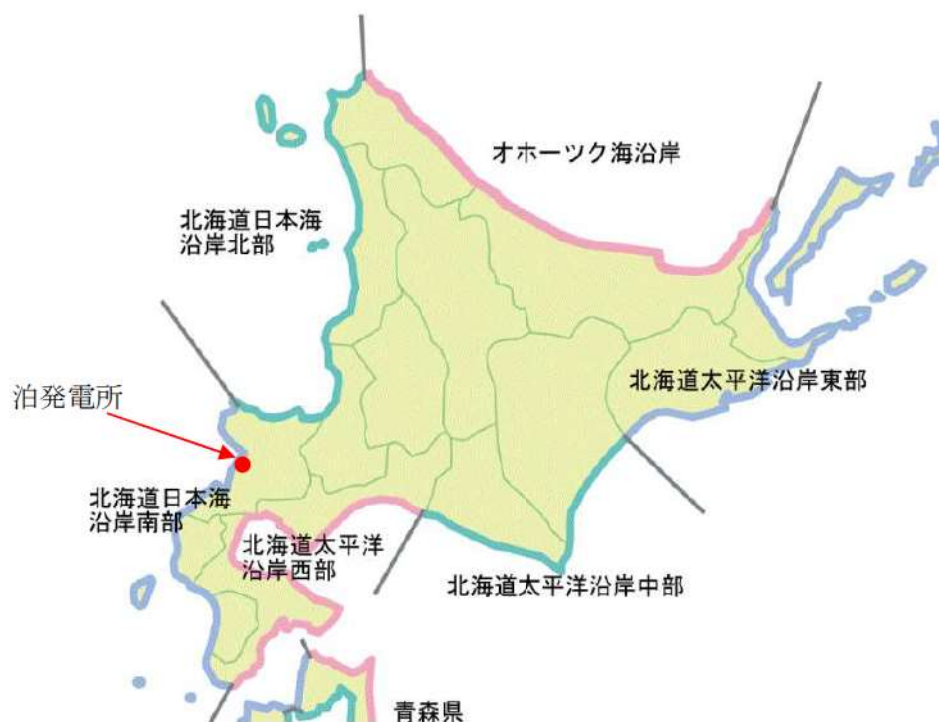 オホーツク海沿岸
北海道日本海
沿岸北部
北海道太平洋沿岸東部
泊発電所
北海道日本海
沿岸南部
北海道太平洋
沿岸西部
北海道太平洋沿岸中部
青森県